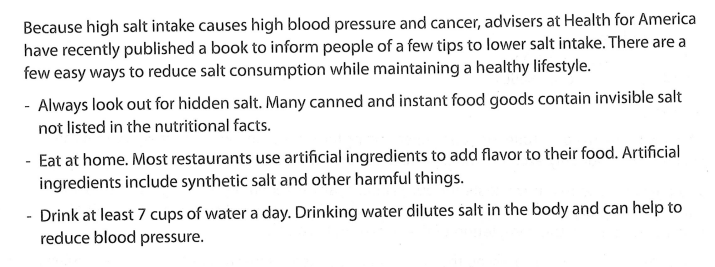 Because high salt intake causes high blood pressure and cancer, advisers at Health for America
have recently published a book to inform people of a few tips to lower salt intake. There are a
few easy ways to reduce salt consumption while maintaining a healthy lifestyle.
- Always look out for hidden salt. Many canned and instant food goods contain invisible salt
not listed in the nutritional facts.
- Eat at home. Most restaurants use artificial ingredients to add flavor to their food. Artificial
ingredients include synthetic salt and other harmful things.
- Drink at least 7 cups of water a day. Drinking water dilutes salt in the body and can help to
reduce blood pressure.